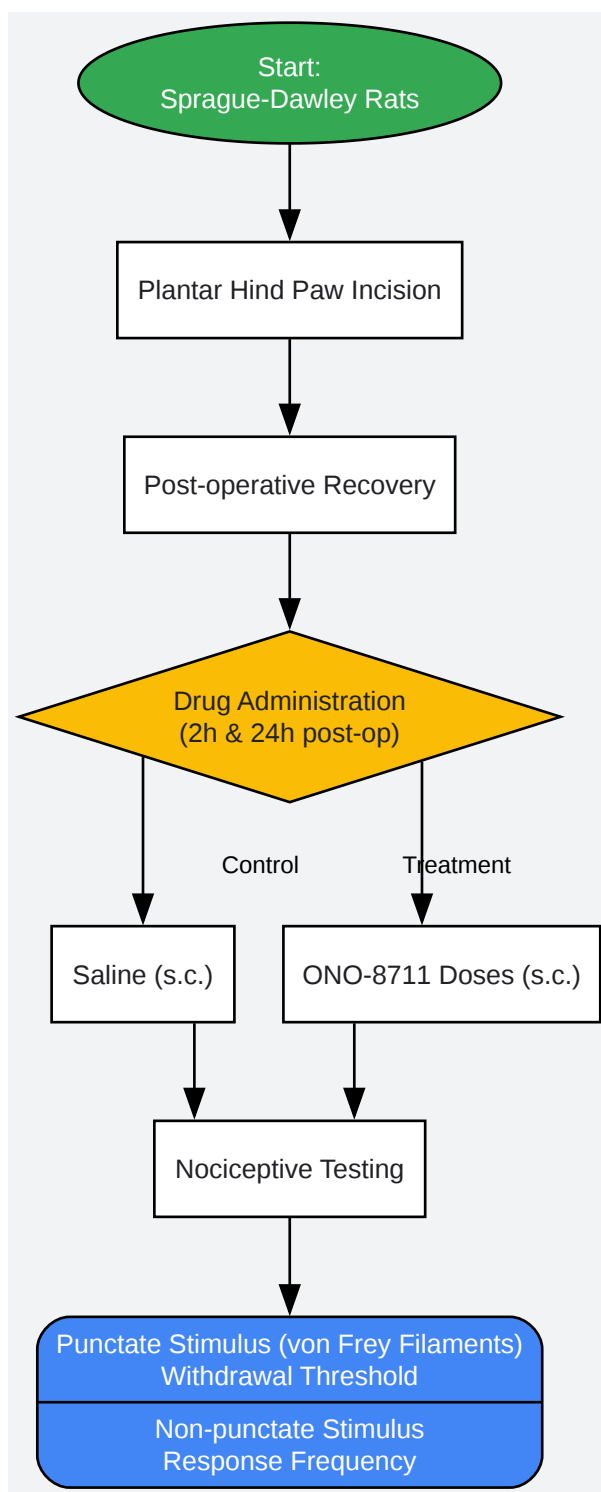 Start:
Sprague-Dawley Rats
Plantar Hind Paw Incision
Post-operative Recovery
Drug Administration
(2h & 24h post-op)
Control
Treatment
Saline (s.c.)
ONO-8711 Doses (s.c.)
Nociceptive Testing
Punctate Stimulus (von Frey Filaments)
Withdrawal Threshold
Non-punctate Stimulus
Response Frequency